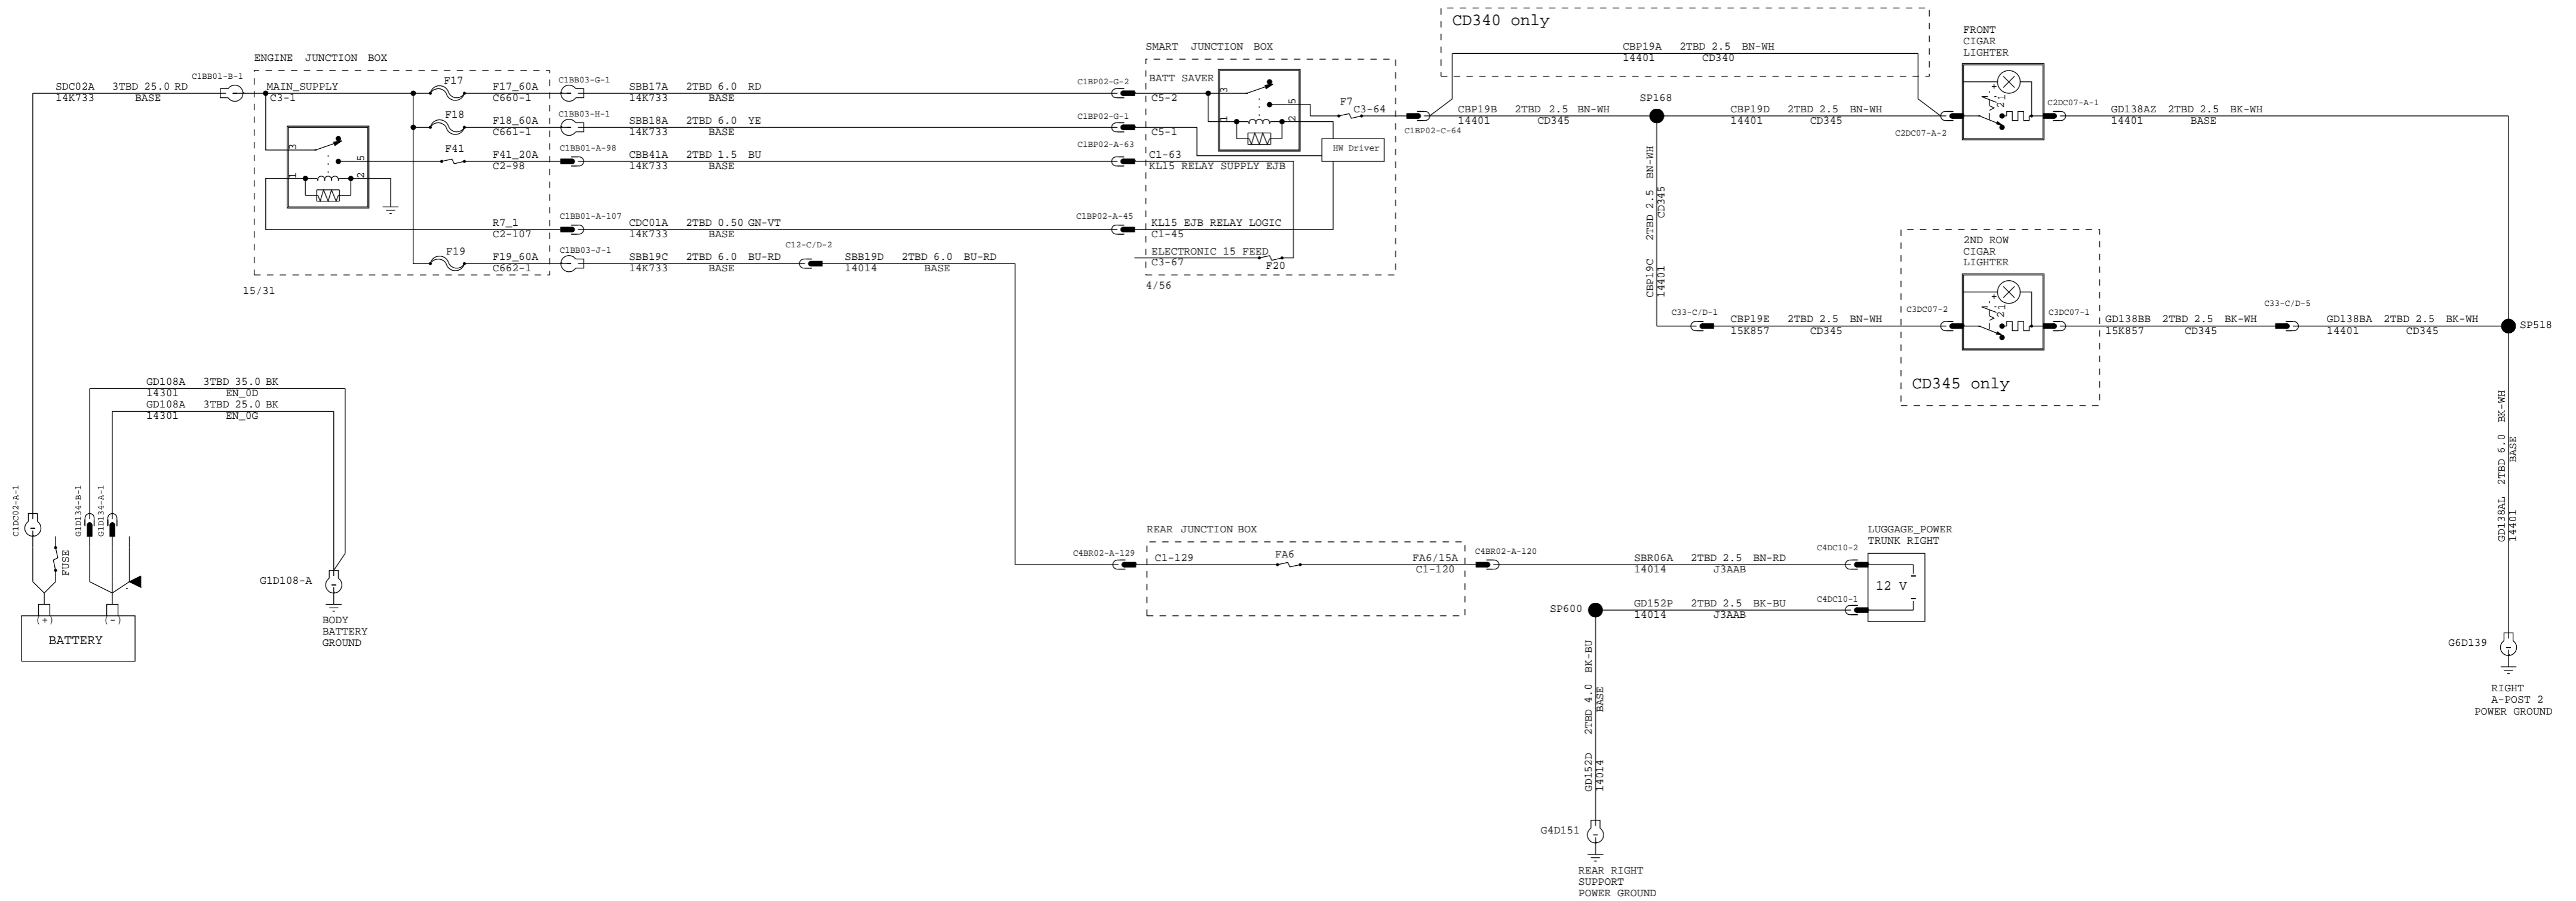 CD340 only
CBP19A 2TBD 2.5 BN-WH
14401 CD340
FRONT
CIGAR
LIGHTER
ENGINE JUNCTION BOX
SMART JUNCTION BOX
C1BB01-B-1
SDC02A 3TBD 25.0 RD
14K733 BASE
MAIN_SUPPLY
C3-1
F17
F17_60A
C660-1
C1BB03-G-1
SBB17A 2TBD 6.0 RD
14K733 BASE
C1BP02-G-2
BATT SAVER
C5-2
F18
F18_60A
C661-1
C1BB03-H-1
SBB18A 2TBD 6.0 YE
14K733 BASE
C1BP02-G-1
C5-1
F41
F41_20A
C2-98
C1BB01-A-98
CBB41A 2TBD 1.5 BU
14K733 BASE
C1BP02-A-63
C1-63
KL15 RELAY SUPPLY EJB
3
5
1
2
3
5
1
2
F7
C3-64
HW Driver
R7_1
C2-107
C1BB01-A-107
CDC01A 2TBD 0.50 GN-VT
14K733 BASE
C1BP02-A-45
KL15 EJB RELAY LOGIC
C1-45
F19
F19_60A
C662-1
C1BB03-J-1
SBB19C 2TBD 6.0 BU-RD
14K733 BASE
C12-C/D-2
SBB19D 2TBD 6.0 BU-RD
14014 BASE
ELECTRONIC 15 FEED
C3-67
F20
15/31
4/56
C1BP02-C-64
CBP19B 2TBD 2.5 BN-WH
14401 CD345
SP168
CBP19D 2TBD 2.5 BN-WH
14401 CD345
C2DC07-A-2
+
2
1
C2DC07-A-1
GD138AZ 2TBD 2.5 BK-WH
14401 BASE
CBP19C 2TBD 2.5 BN-WH
14401 CD345
2ND ROW
CIGAR
LIGHTER
C33-C/D-1
CBP19E 2TBD 2.5 BN-WH
15K857 CD345
C3DC07-2
+
2
1
C3DC07-1
GD138BB 2TBD 2.5 BK-WH
15K857 CD345
C33-C/D-5
GD138BA 2TBD 2.5 BK-WH
14401 CD345
SP518
CD345 only
GD138AL 2TBD 6.0 BK-WH
14401 BASE
GD108A 3TBD 35.0 BK
14301 EN_0D
GD108A 3TBD 25.0 BK
14301 EN_0G
C1DC02-A-1
G1D134-B-1
G1D134-A-1
FUSE
G1D108-A
BODY
BATTERY
GROUND
(+) (-)
BATTERY
REAR JUNCTION BOX
C4BR02-A-129
C1-129
FA6
FA6/15A
C1-120
C4BR02-A-120
SBR06A 2TBD 2.5 BN-RD
14014 J3AAB
LUGGAGE_POWER
TRUNK RIGHT
C4DC10-2
12 V
SP600
GD152P 2TBD 2.5 BK-BU
14014 J3AAB
C4DC10-1
GD152D 2TBD 4.0 BK-BU
14014 BASE
G4D151
REAR RIGHT
SUPPORT
POWER GROUND
G6D139
RIGHT
A-POST 2
POWER GROUND